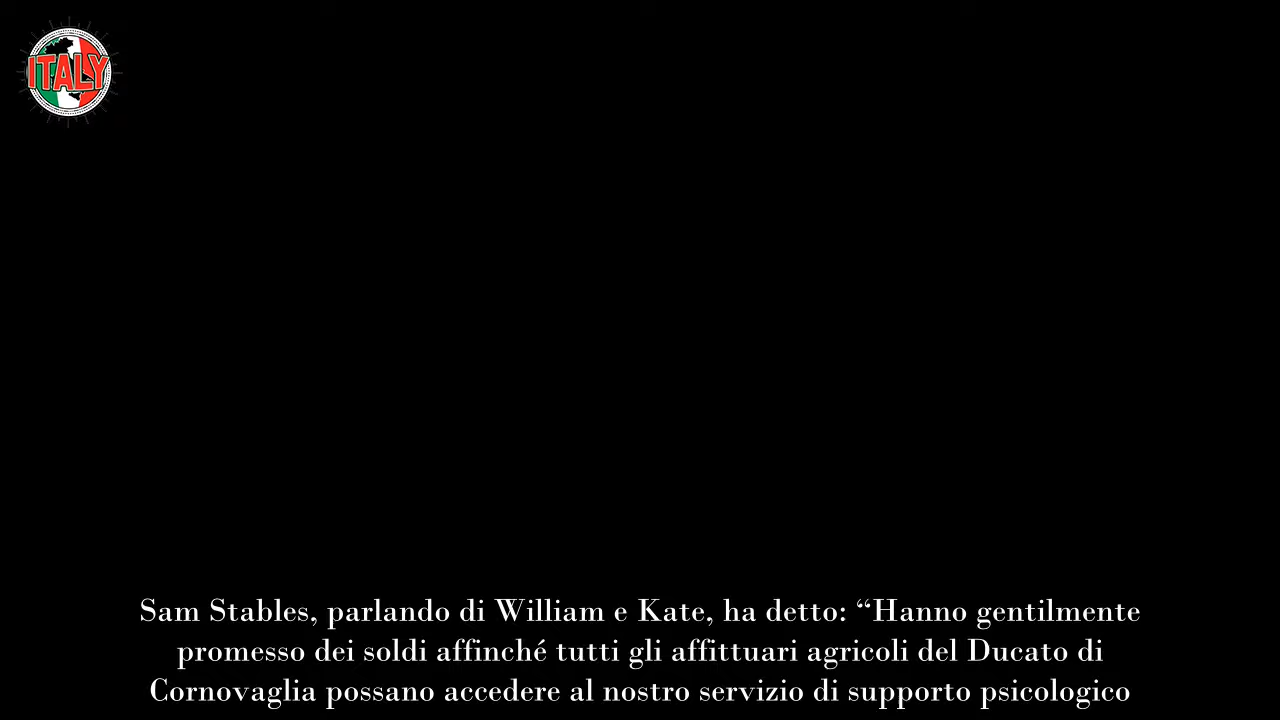 ITALY
Sam Stables, parlando di William e Kate, ha detto: “Hanno gentilmente
promesso dei soldi affinché tutti gli affittuari agricoli del Ducato di
Cornovaglia possano accedere al nostro servizio di supporto psicologico